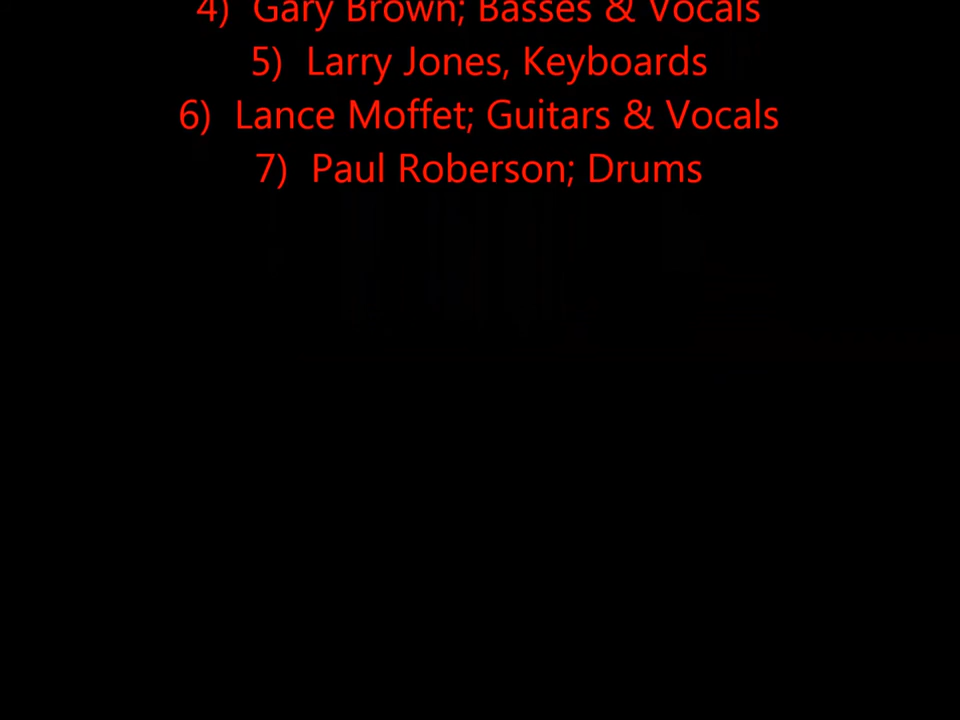 4) Gary Brown; Basses & Vocals
5) Larry Jones, Keyboards
6) Lance Moffet; Guitars & Vocals
7) Paul Roberson; Drums